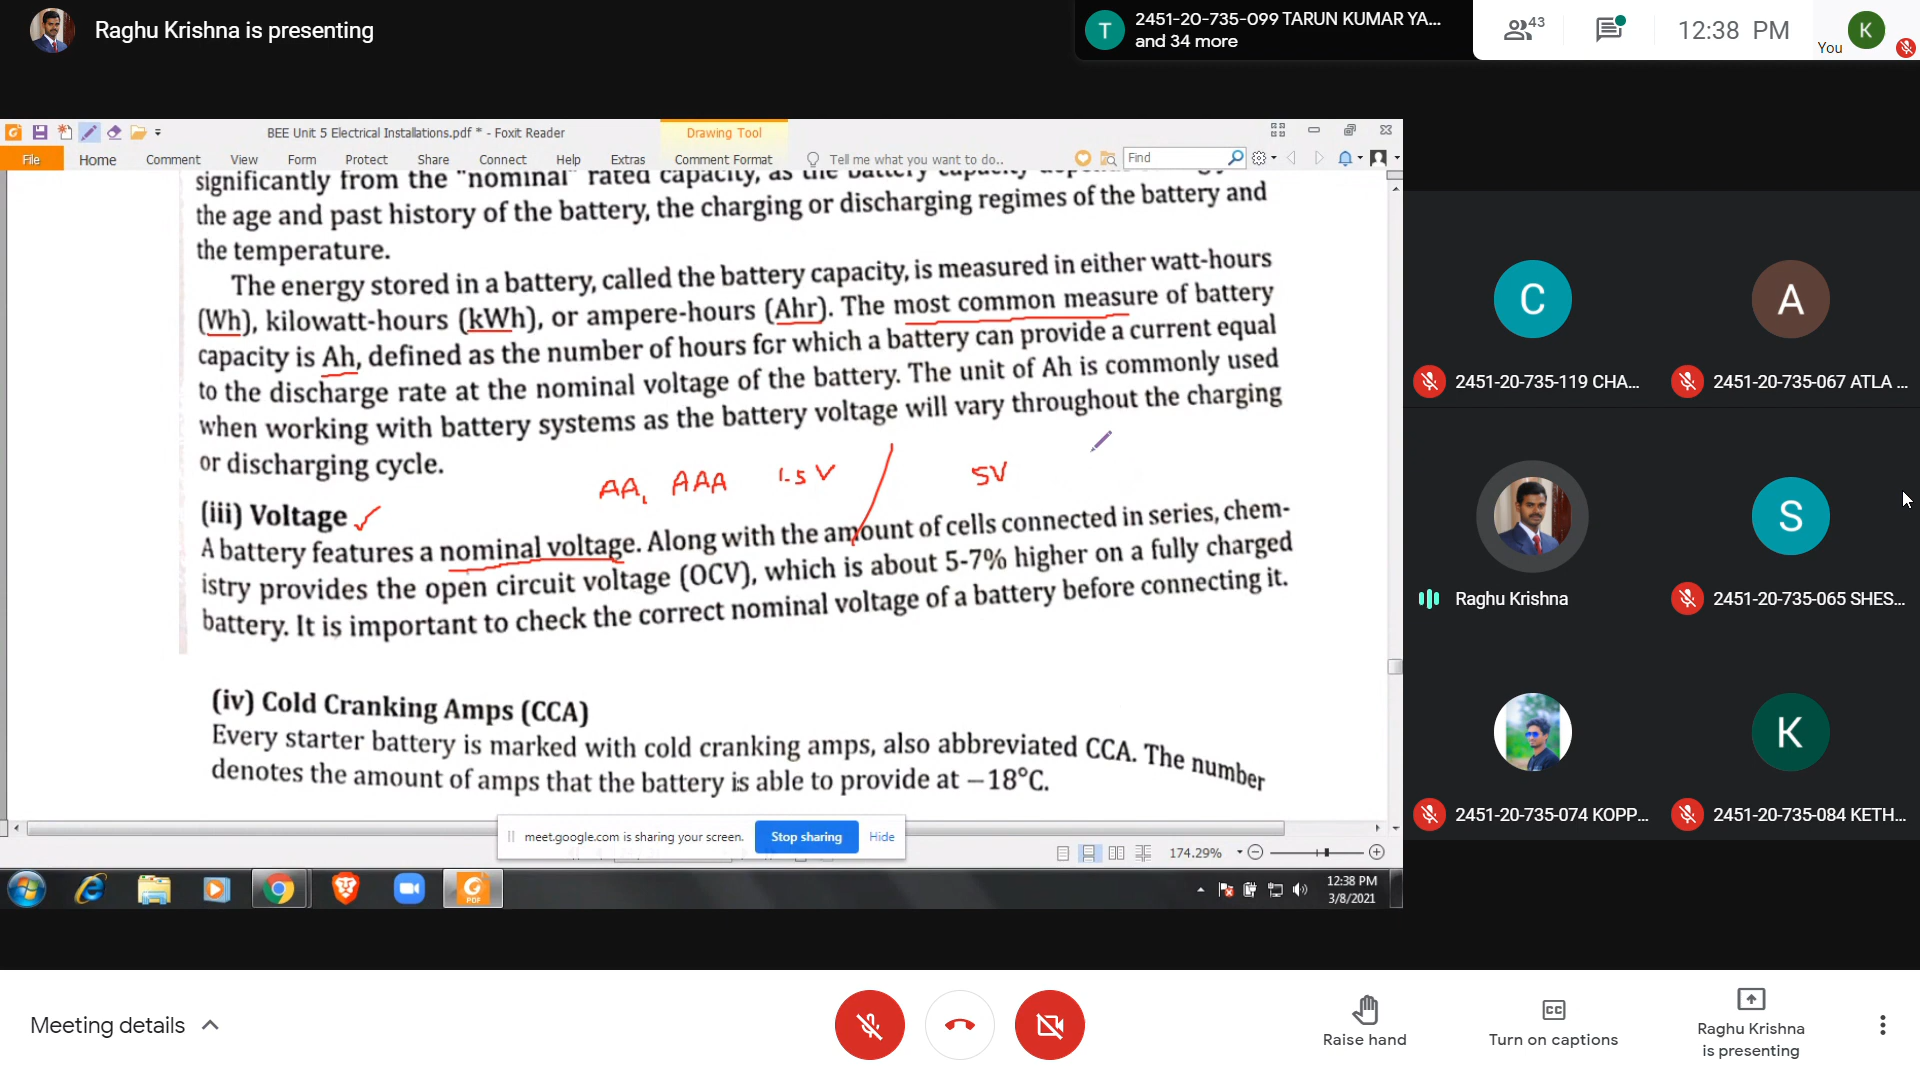 Raghu Krishna is presenting
2451-20-735-099 TARUN KUMAR YA...
and 34 more
T
43
12:38 PM
You
K
BEE Unit 5 Electrical Installations.pdf * - Foxit Reader
Drawing Tool
File Home Comment View Form Protect Share Connect Help Extras Comment Format Tell me what you want to do.. Find
significantly from the "nominal" rated capacity, as the battery capacity
the age and past history of the battery, the charging or discharging regimes of the battery and
the temperature.
The energy stored in a battery, called the battery capacity, is measured in either watt-hours
(Wh), kilowatt-hours (kWh), or ampere-hours (Ahr). The most common measure of battery
capacity is Ah, defined as the number of hours for which a battery can provide a current equal
to the discharge rate at the nominal voltage of the battery. The unit of Ah is commonly used
when working with battery systems as the battery voltage will vary throughout the charging
or discharging cycle.
AA, AAA 1.5 V 5V
(iii) Voltage
A battery features a nominal voltage. Along with the amount of cells connected in series, chem-
istry provides the open circuit voltage (OCV), which is about 5-7% higher on a fully charged
battery. It is important to check the correct nominal voltage of a battery before connecting it.
(iv) Cold Cranking Amps (CCA)
Every starter battery is marked with cold cranking amps, also abbreviated CCA. The number
denotes the amount of amps that the battery is able to provide at −18°C.
meet.google.com is sharing your screen. Stop sharing Hide
174.29%
PDF
12:38 PM
3/8/2021
C
A
2451-20-735-119 CHA...
2451-20-735-067 ATLA ...
S
Raghu Krishna
2451-20-735-065 SHES...
K
2451-20-735-074 KOPP...
2451-20-735-084 KETH...
Meeting details
Raise hand
CC
Turn on captions
Raghu Krishna
is presenting